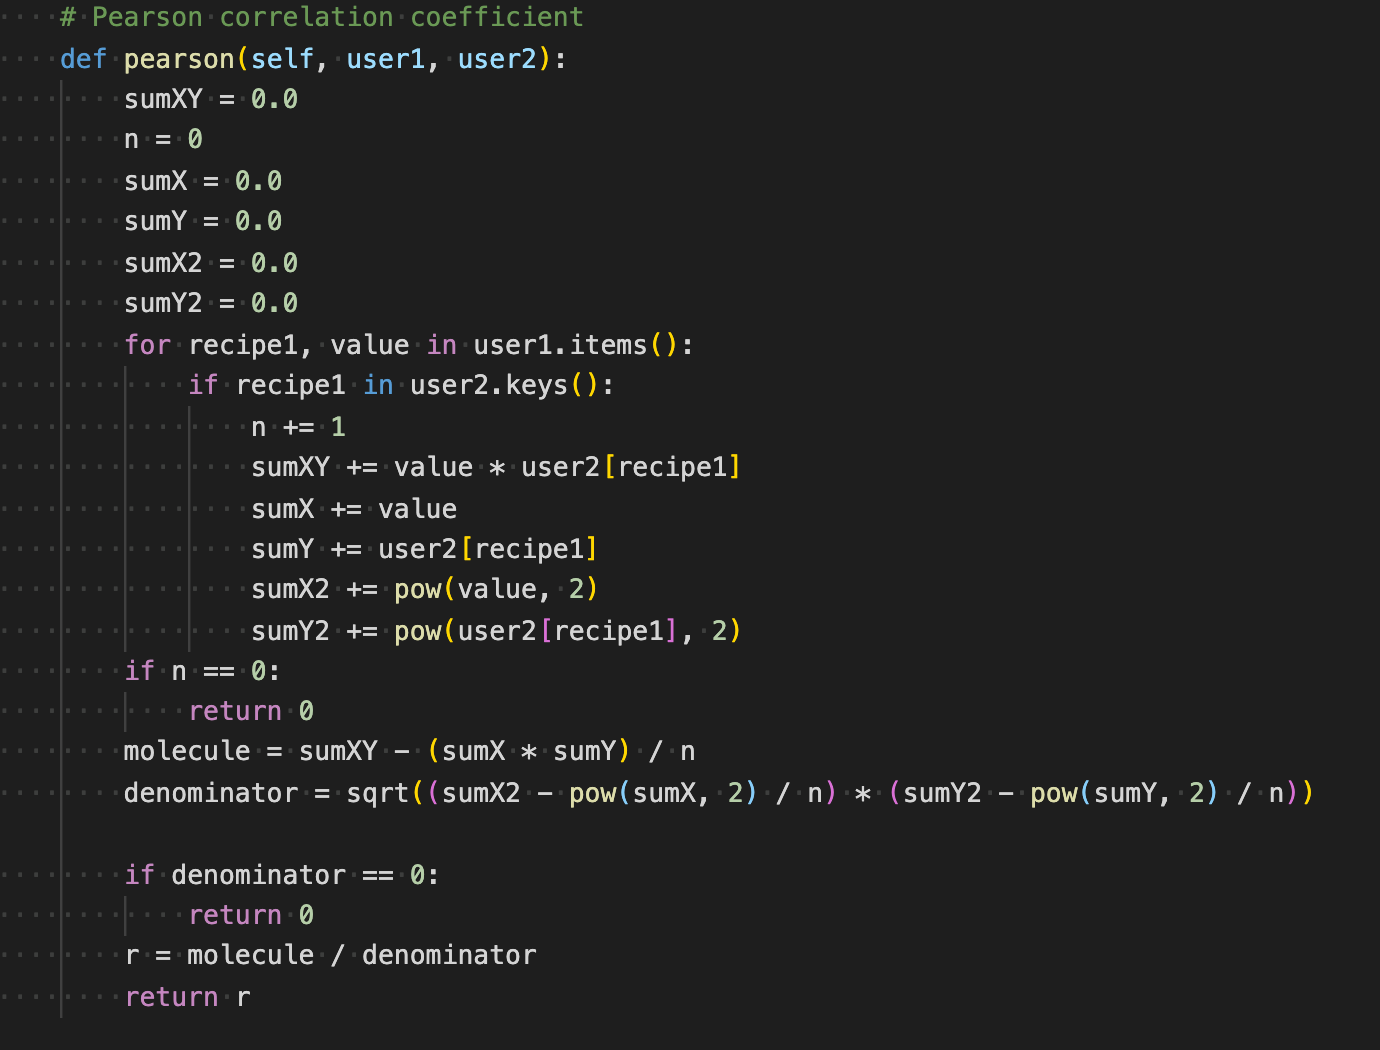 # Pearson correlation coefficient
def pearson(self, user1, user2):
sumXY = 0.0
n = 0
sumX = 0.0
sumY = 0.0
sumX2 = 0.0
sumY2 = 0.0
for recipe1, value in user1.items():
if recipe1 in user2.keys():
n += 1
sumXY += value * user2[recipe1]
sumX += value
sumY += user2[recipe1]
sumX2 += pow(value, 2)
sumY2 += pow(user2[recipe1], 2)
if n == 0:
return 0
molecule = sumXY - (sumX * sumY) / n
denominator = sqrt((sumX2 - pow(sumX, 2) / n) * (sumY2 - pow(sumY, 2) / n))
if denominator == 0:
return 0
r = molecule / denominator
return r